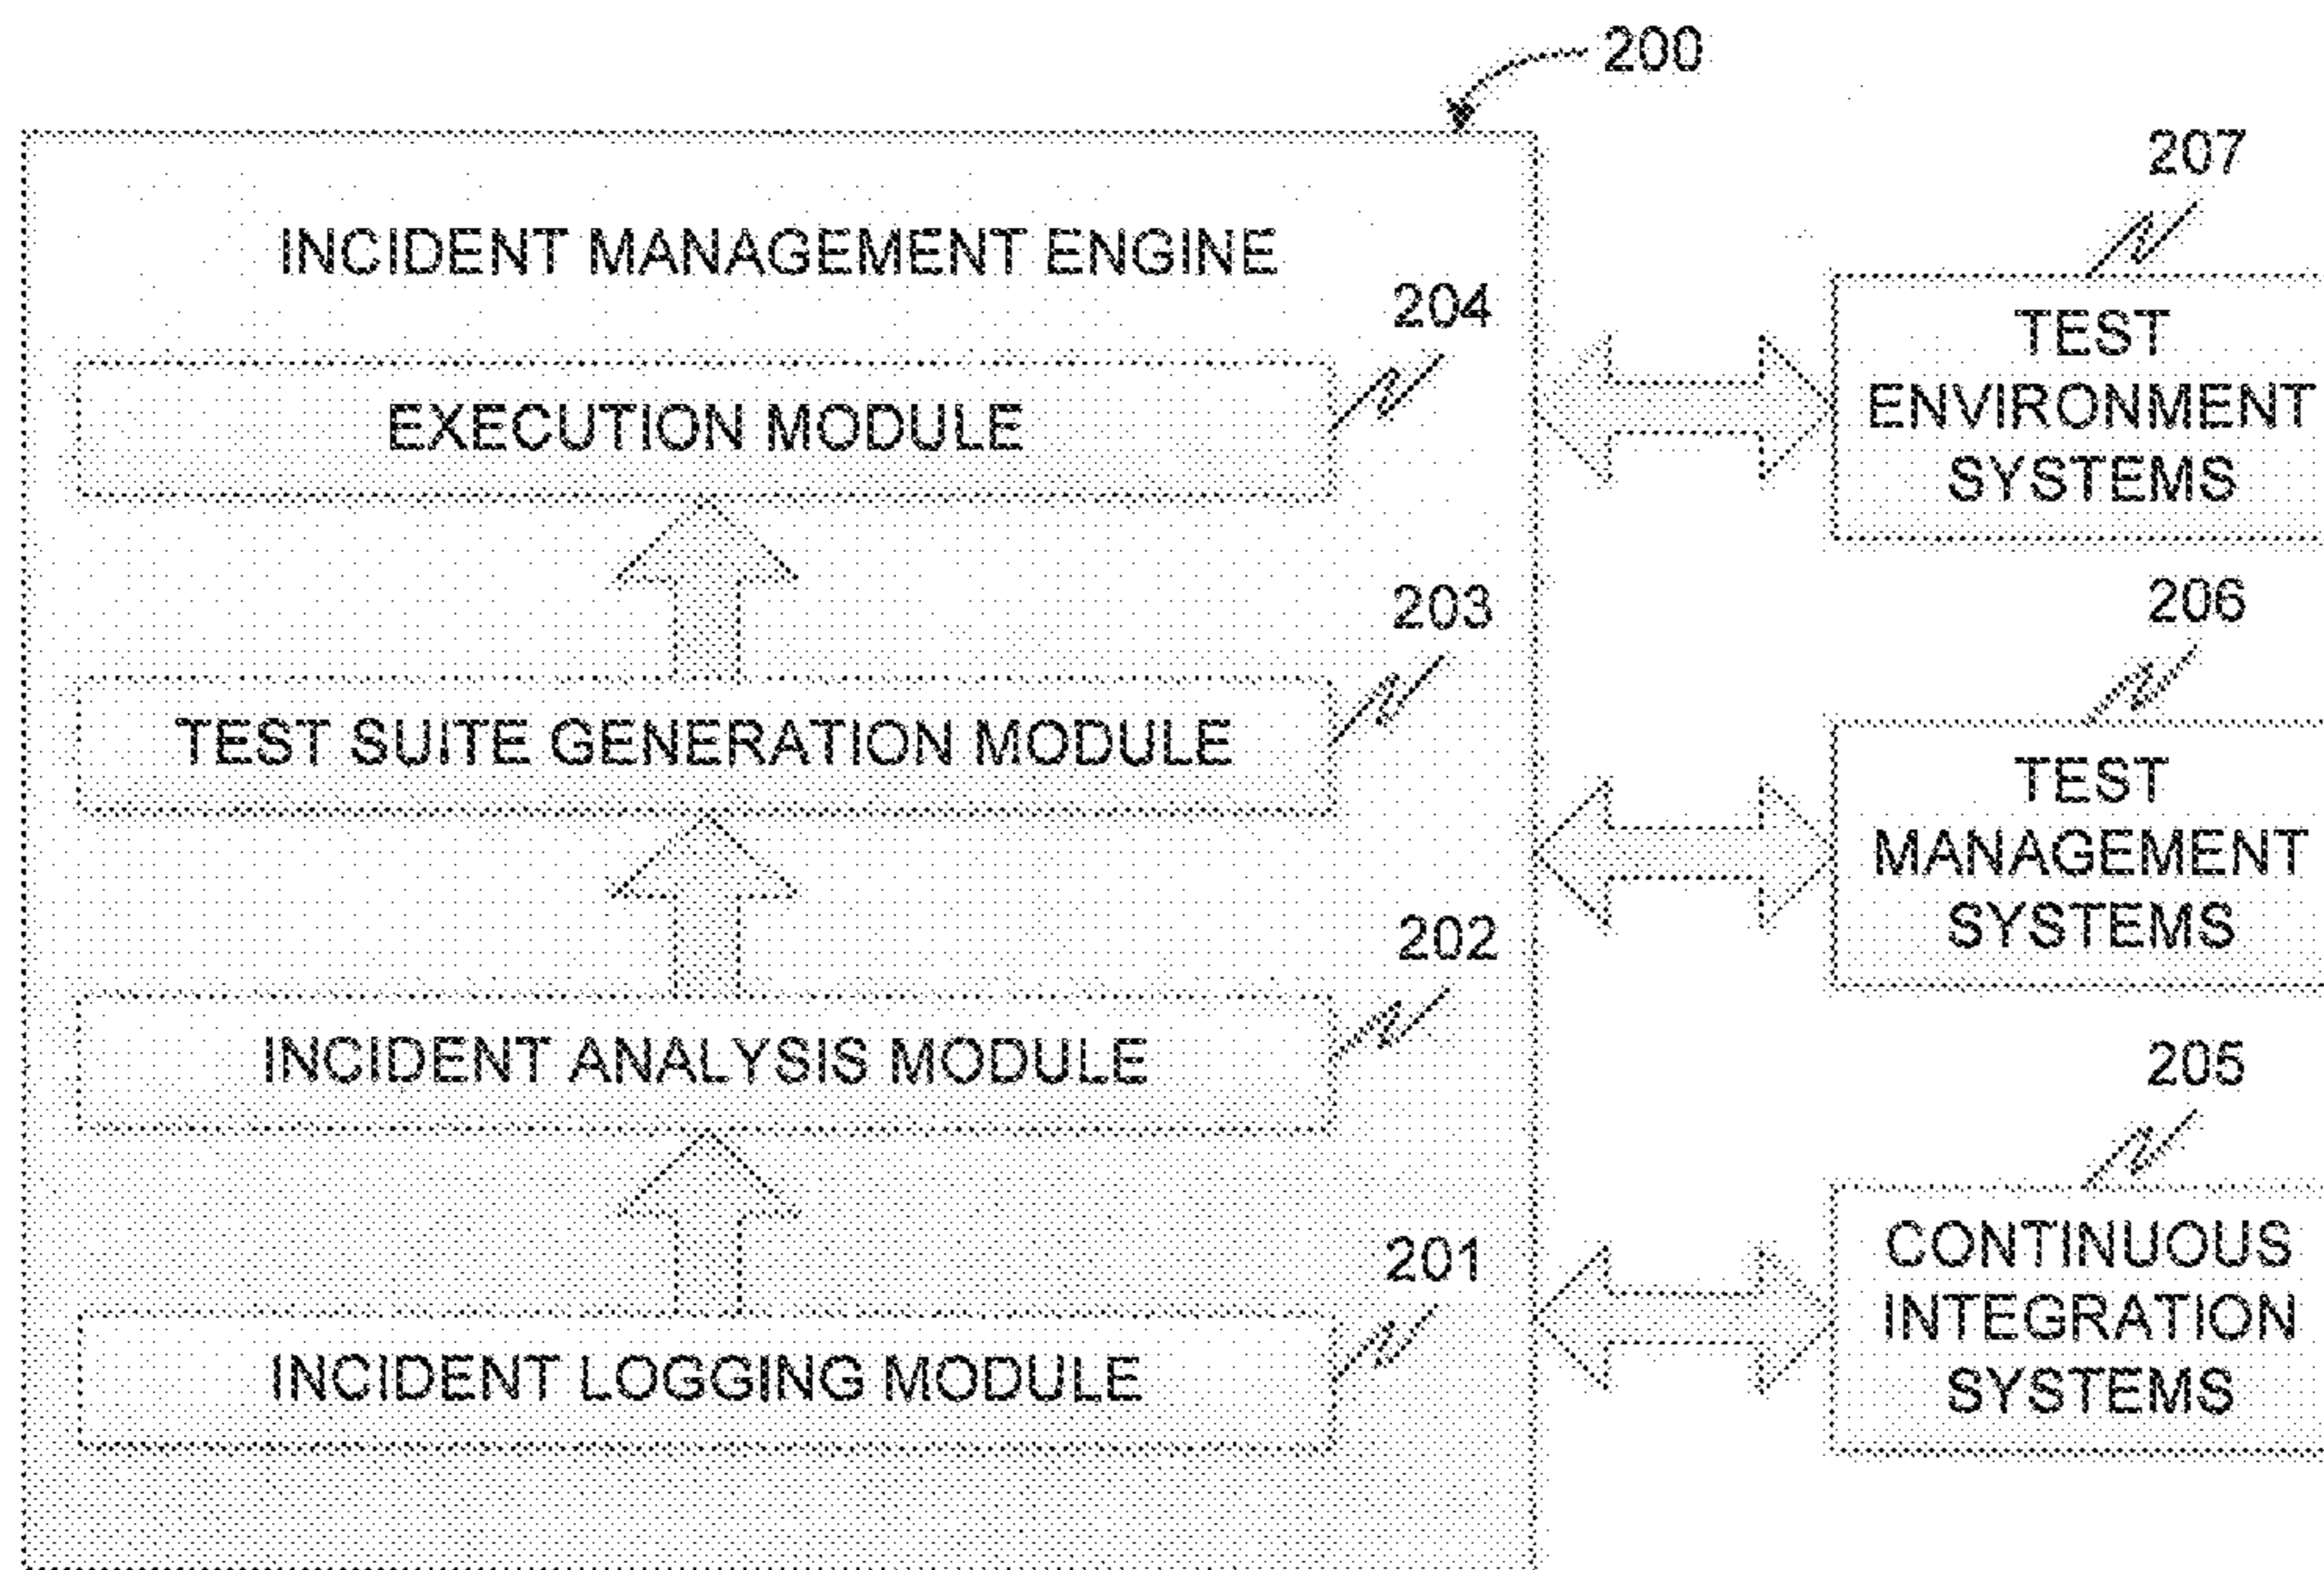 200
207
INCIDENT MANAGEMENT ENGINE
204
TEST
ENVIRONMENT
SYSTEMS
EXECUTION MODULE
203
206
TEST SUITE GENERATION MODULE
TEST
MANAGEMENT
SYSTEMS
202
INCIDENT ANALYSIS MODULE
205
201
CONTINUOUS
INTEGRATION
SYSTEMS
INCIDENT LOGGING MODULE